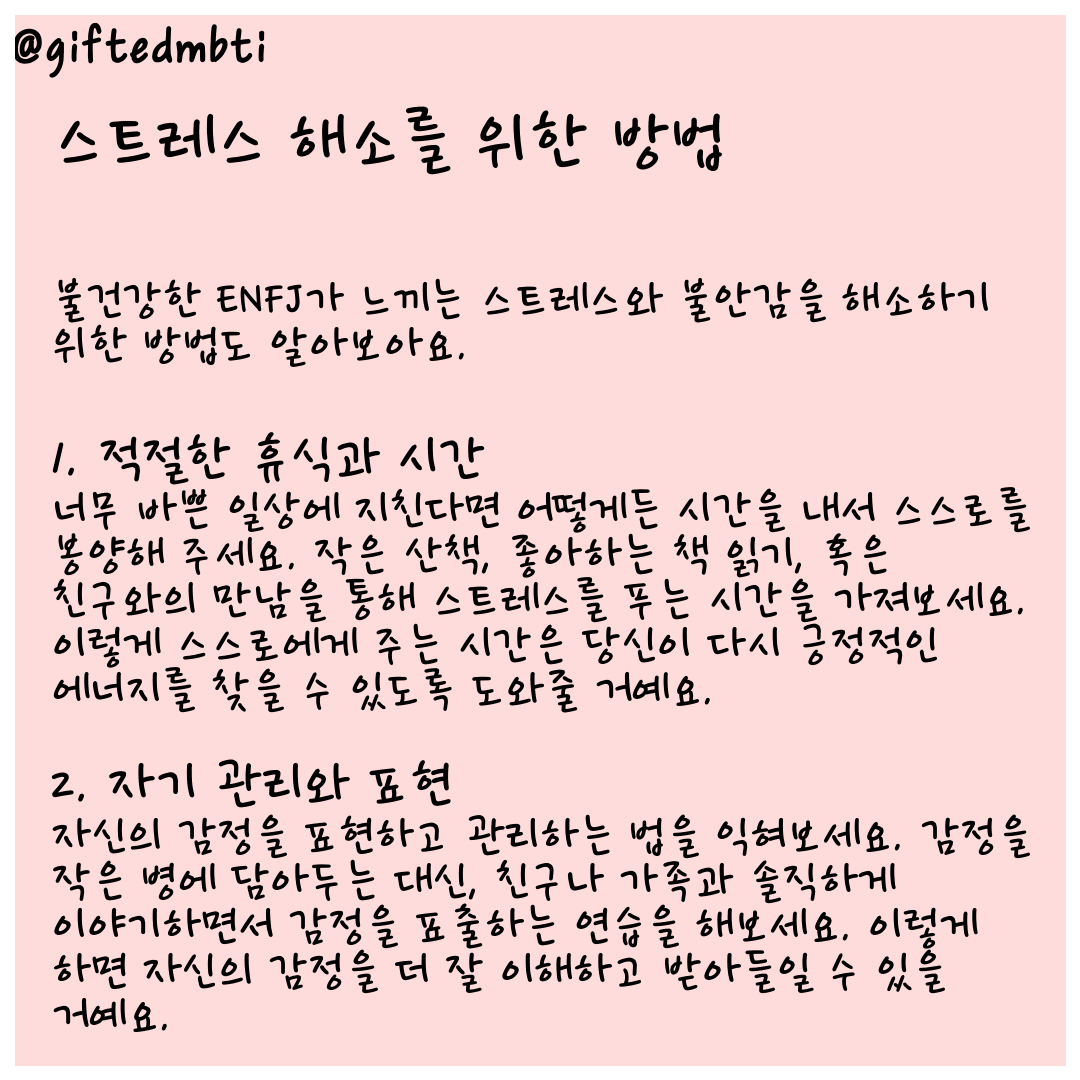 @giftedmbti
스트레스 해소를 위한 방법
불건강한 ENFJ가 느끼는 스트레스와 불안감을 해소하기
위한 방법도 알아보아요.
1. 적절한 휴식과 시간
너무 바쁜 일상에 지친다면 어떻게든 시간을 내서 스스로를
봉양해 주세요. 작은 산책, 좋아하는 책 읽기, 혹은
친구와의 만남을 통해 스트레스를 푸는 시간을 가져보세요.
이렇게 스스로에게 주는 시간은 당신이 다시 긍정적인
에너지를 찾을 수 있도록 도와줄 거예요.
2. 자기 관리와 표현
자신의 감정을 표현하고 관리하는 법을 익혀보세요. 감정을
작은 병에 담아두는 대신, 친구나 가족과 솔직하게
이야기하면서 감정을 표출하는 연습을 해보세요. 이렇게
하면 자신의 감정을 더 잘 이해하고 받아들일 수 있을
거예요.